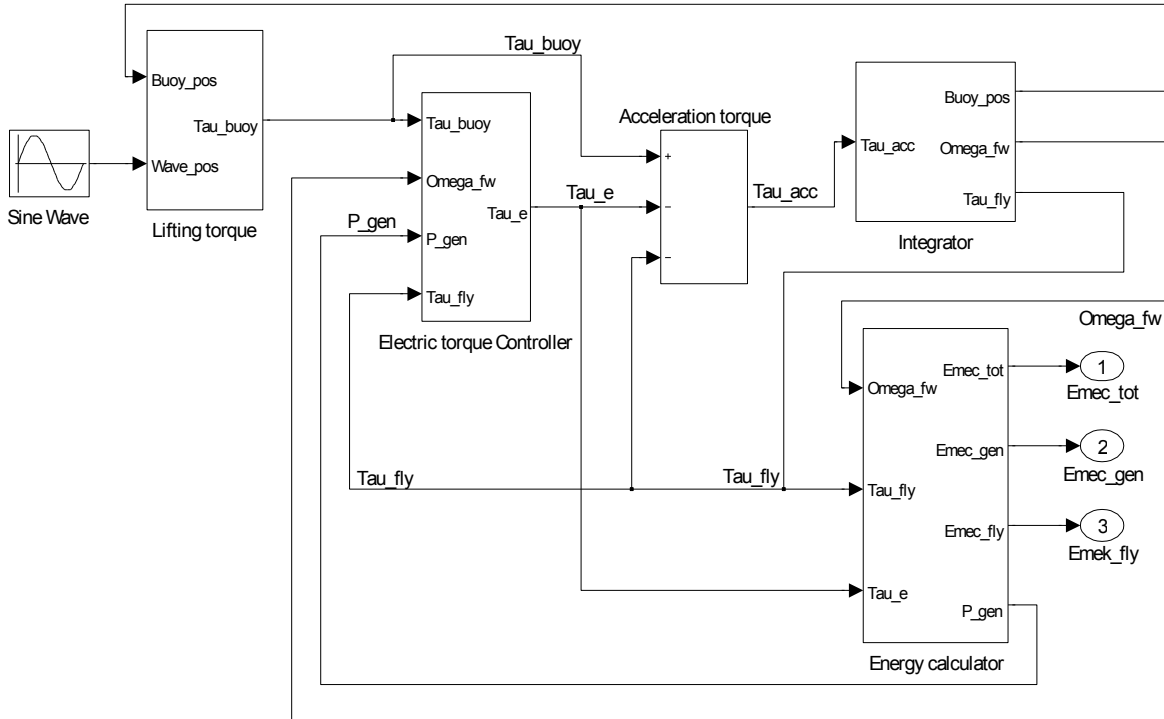 Tau_buoy
Buoy_pos
Tau_buoy
Wave_pos
Sine Wave
Lifting torque
Tau_buoy
Omega_fw
P_gen
P_gen
Tau_e
Tau_fly
Electric torque Controller
Tau_e
Acceleration torque
+
−
−
Tau_acc
Buoy_pos
Tau_acc
Omega_fw
Tau_fly
Integrator
Omega_fw
Emec_tot
1
Omega_fw
Emec_tot
Emec_gen
2
Emec_gen
Tau_fly
Tau_fly
Tau_fly
Emec_fly
3
Emek_fly
Tau_e
P_gen
Energy calculator